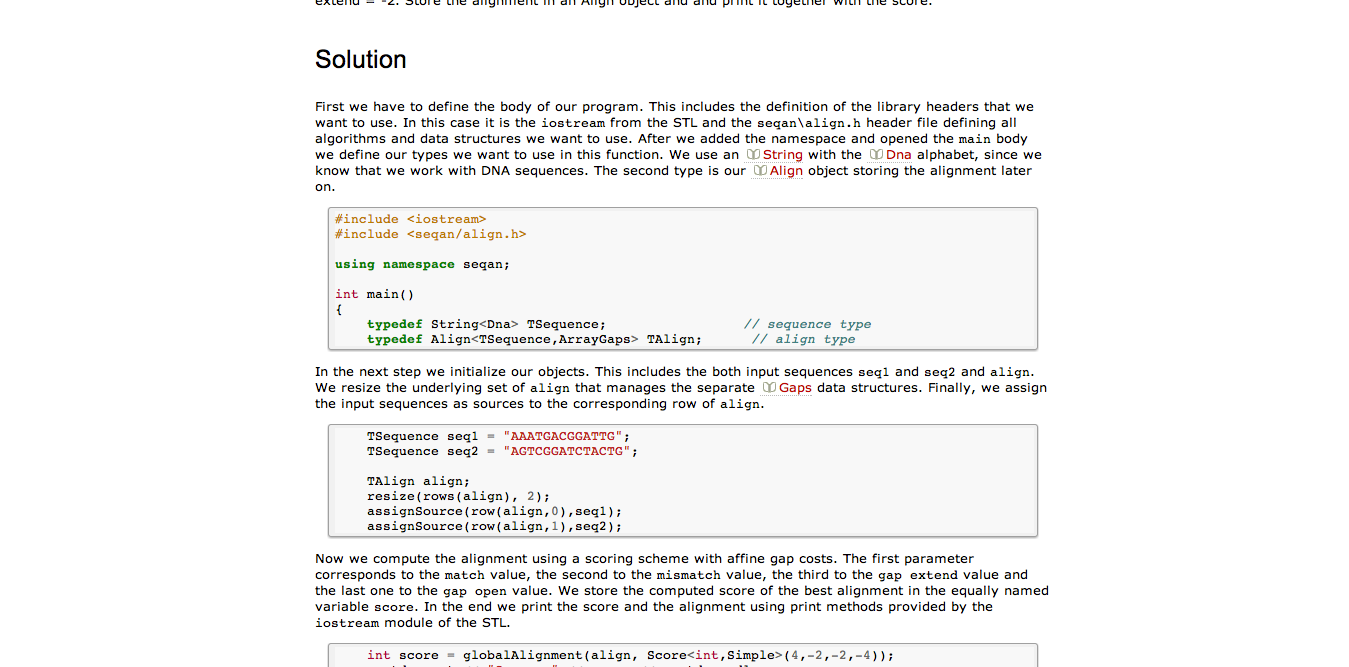 extend = -2. Store the alignment in an Align object and and print it together with the score.
Solution
First we have to define the body of our program. This includes the definition of the library headers that we
want to use. In this case it is the iostream from the STL and the seqan\align.h header file defining all
algorithms and data structures we want to use. After we added the namespace and opened the main body
we define our types we want to use in this function. We use an String with the Dna alphabet, since we
know that we work with DNA sequences. The second type is our Align object storing the alignment later
on.
#include <iostream>
#include <seqan/align.h>
using namespace seqan;
int main()
{
typedef String<Dna> TSequence; // sequence type
typedef Align<TSequence,ArrayGaps> TAlign; // align type
In the next step we initialize our objects. This includes the both input sequences seq1 and seq2 and align.
We resize the underlying set of align that manages the separate Gaps data structures. Finally, we assign
the input sequences as sources to the corresponding row of align.
TSequence seq1 = "AAATGACGGATTG";
TSequence seq2 = "AGTCGGATCTACTG";
TAlign align;
resize(rows(align), 2);
assignSource(row(align,0),seq1);
assignSource(row(align,1),seq2);
Now we compute the alignment using a scoring scheme with affine gap costs. The first parameter
corresponds to the match value, the second to the mismatch value, the third to the gap extend value and
the last one to the gap open value. We store the computed score of the best alignment in the equally named
variable score. In the end we print the score and the alignment using print methods provided by the
iostream module of the STL.
int score = globalAlignment(align, Score<int,Simple>(4,-2,-2,-4));